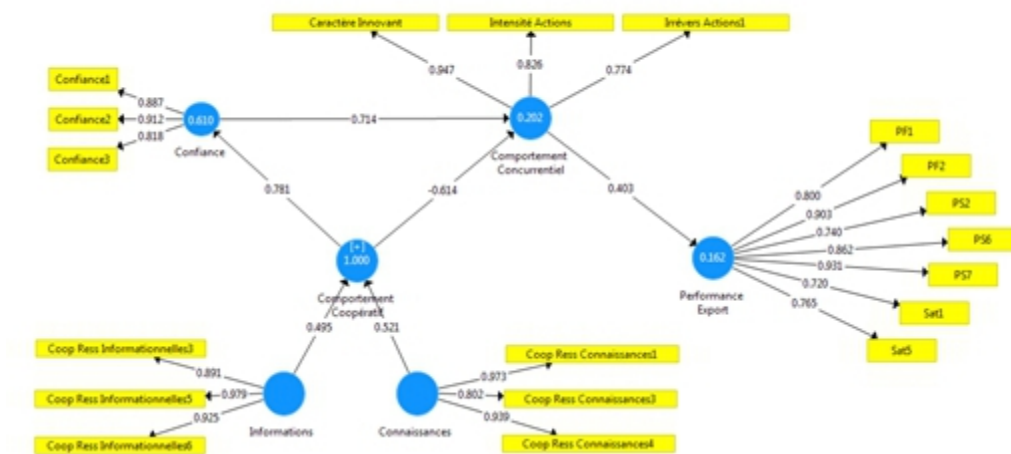 Caractère Innovant
Intensité Actions
Irrévers Actions1
0.947
0.826
0.774
Confiance1
0.887
Confiance2
0.912
Confiance3
0.818
0.610
Confiance
0.714
0.202
Comportement
Concurrentiel
0.781
-0.614
0.403
PF1
PF2
PS2
PS6
PS7
Sat1
Sat5
0.800
0.903
0.740
0.862
0.931
0.720
0.765
0.162
Performance
Export
[+]
1.000
Comportement
Coopératif
0.495
0.521
Coop Ress Informationnelles3
0.891
Coop Ress Informationnelles5
0.979
0.925
Coop Ress Informationnelles6
Informations
Connaissances
Coop Ress Connaissances1
0.973
0.802
Coop Ress Connaissances3
0.939
Coop Ress Connaissances4